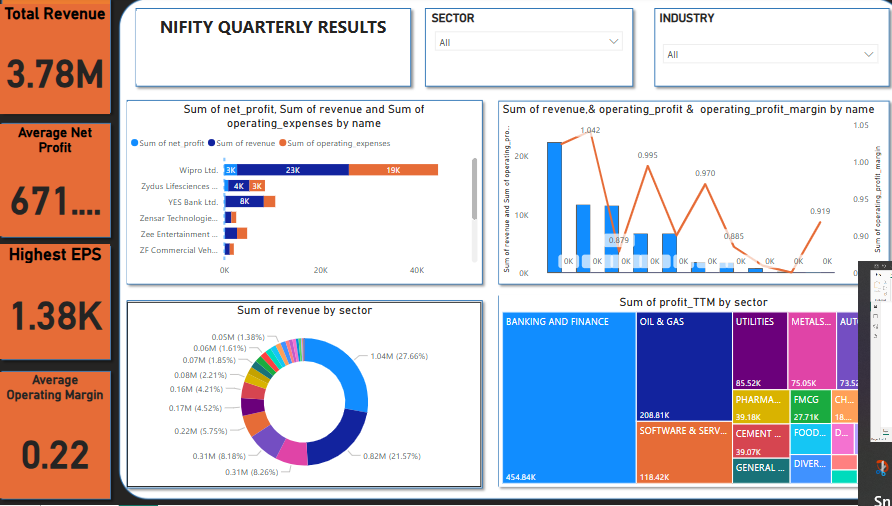 Total Revenue
3.78M
Average Net
Profit
671....
Highest EPS
1.38K
Average
Operating Margin
0.22
NIFITY QUARTERLY RESULTS
SECTOR
All
INDUSTRY
All
Sum of net_profit, Sum of revenue and Sum of
operating_expenses by name
Sum of net profit Sum of revenue Sum of operating_expenses
Wipro Ltd. 3K 23K 19K
Zydus Lifesciences ... 4K 3K
YES Bank Ltd. 8K
Zensar Technologie...
Zee Entertainment ...
ZF Commercial Veh...
0K 20K 40K
Sum of revenue,& operating_profit & operating_profit_margin by name
Sum of revenue and Sum of operating_pro...
20K
10K
0K
1.042
0.879
0.995
0.970
0.885
0.919
0K 0K 0K 0K 0K 0K 0K 0K 0K 0K
1.05
1.00
0.95
0.90
Sum of operating_profit_margin
Sum of revenue by sector
0.05M (1.38%)
0.06M (1.61%)
0.07M (1.85%)
0.08M (2.21%)
0.16M (4.21%)
0.17M (4.52%)
0.22M (5.75%)
0.31M (8.18%)
0.31M (8.26%)
1.04M (27.66%)
0.82M (21.57%)
Sum of profit_TTM by sector
BANKING AND FINANCE
454.84K
OIL & GAS
208.81K
SOFTWARE & SERV...
118.42K
UTILITIES
85.52K
METALS...
75.05K
AUT
73.52
PHARMA...
39.18K
FMCG
27.71K
CH...
18....
CEMENT ...
39.07K
FOOD...
D...
GENERAL ...
DIVER...
Sn